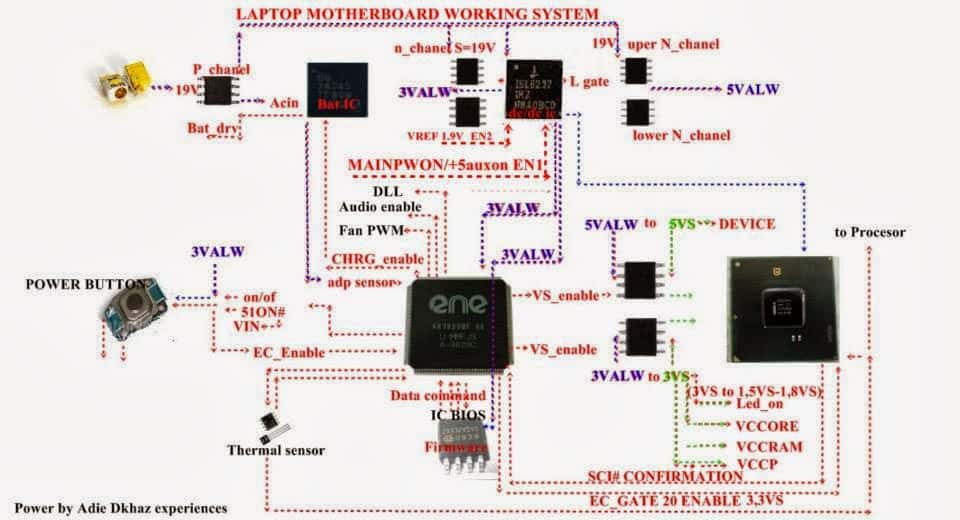 LAPTOP MOTHERBOARD WORKING SYSTEM
P_chanel
19V
Acin
Bat_dry
Bat IC
n_chanel S=19V
3VALW
ISL6237
dc/dc ic
L gate
19V
uper N_chanel
5VALW
lower N_chanel
VREF 1.9V_EN2
MAINPWON/+5auxon EN1
DLL
Audio enable
Fan PWM
3VALW
3VALW
CHRG_enable
adp sensor
5VALW to 5VS
DEVICE
to Procesor
3VALW
POWER BUTTON
on/of
51ON#
VIN
EC_Enable
ene
VS_enable
VS_enable
3VALW to 3VS
(3VS to 1,5VS-1,8VS)
Led_on
VCCORE
VCCRAM
VCCP
Data command
IC BIOS
Firmware
Thermal sensor
SCI# CONFIRMATION
EC_GATE 20 ENABLE 3,3VS
Power by Adie Dkhaz experiences